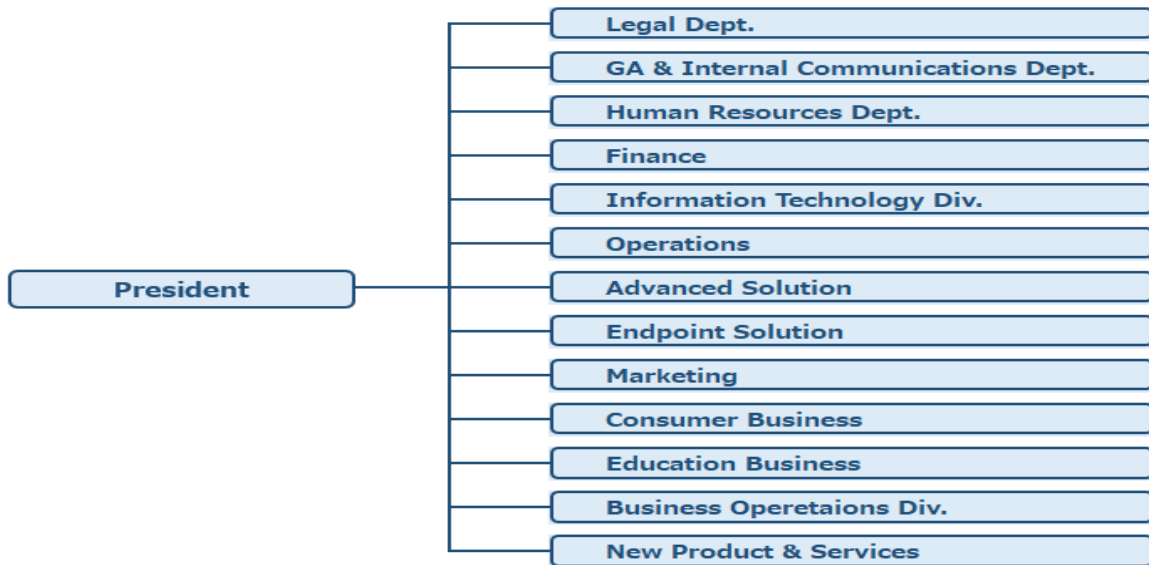 Legal Dept.
GA & Internal Communications Dept.
Human Resources Dept.
Finance
Information Technology Div.
Operations
President
Advanced Solution
Endpoint Solution
Marketing
Consumer Business
Education Business
Business Operetaions Div.
New Product & Services